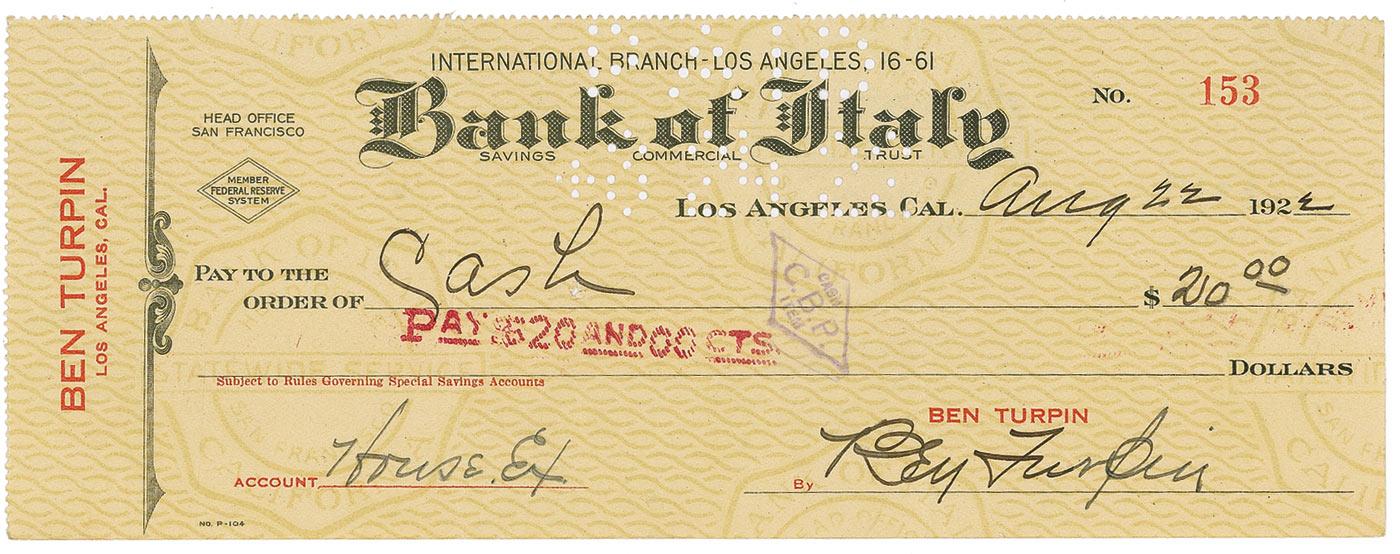 INTERNATIONAL BRANCH-LOS ANGELES, 16-61
Bank of Italy
SAVINGS COMMERCIAL TRUST
NO. 153
HEAD OFFICE
SAN FRANCISCO
MEMBER
FEDERAL RESERVE
SYSTEM
BEN TURPIN
LOS ANGELES, CAL.
LOS ANGELES, CAL. Aug 22 1922
PAY TO THE
ORDER OF Cash $ 20 00
CASH
C.B.P.
ITEM
PAY $20 AND 00 CTS.
DOLLARS
Subject to Rules Governing Special Savings Accounts
BEN TURPIN
ACCOUNT House. Ex.
By Ben Turpin
NO. P-104